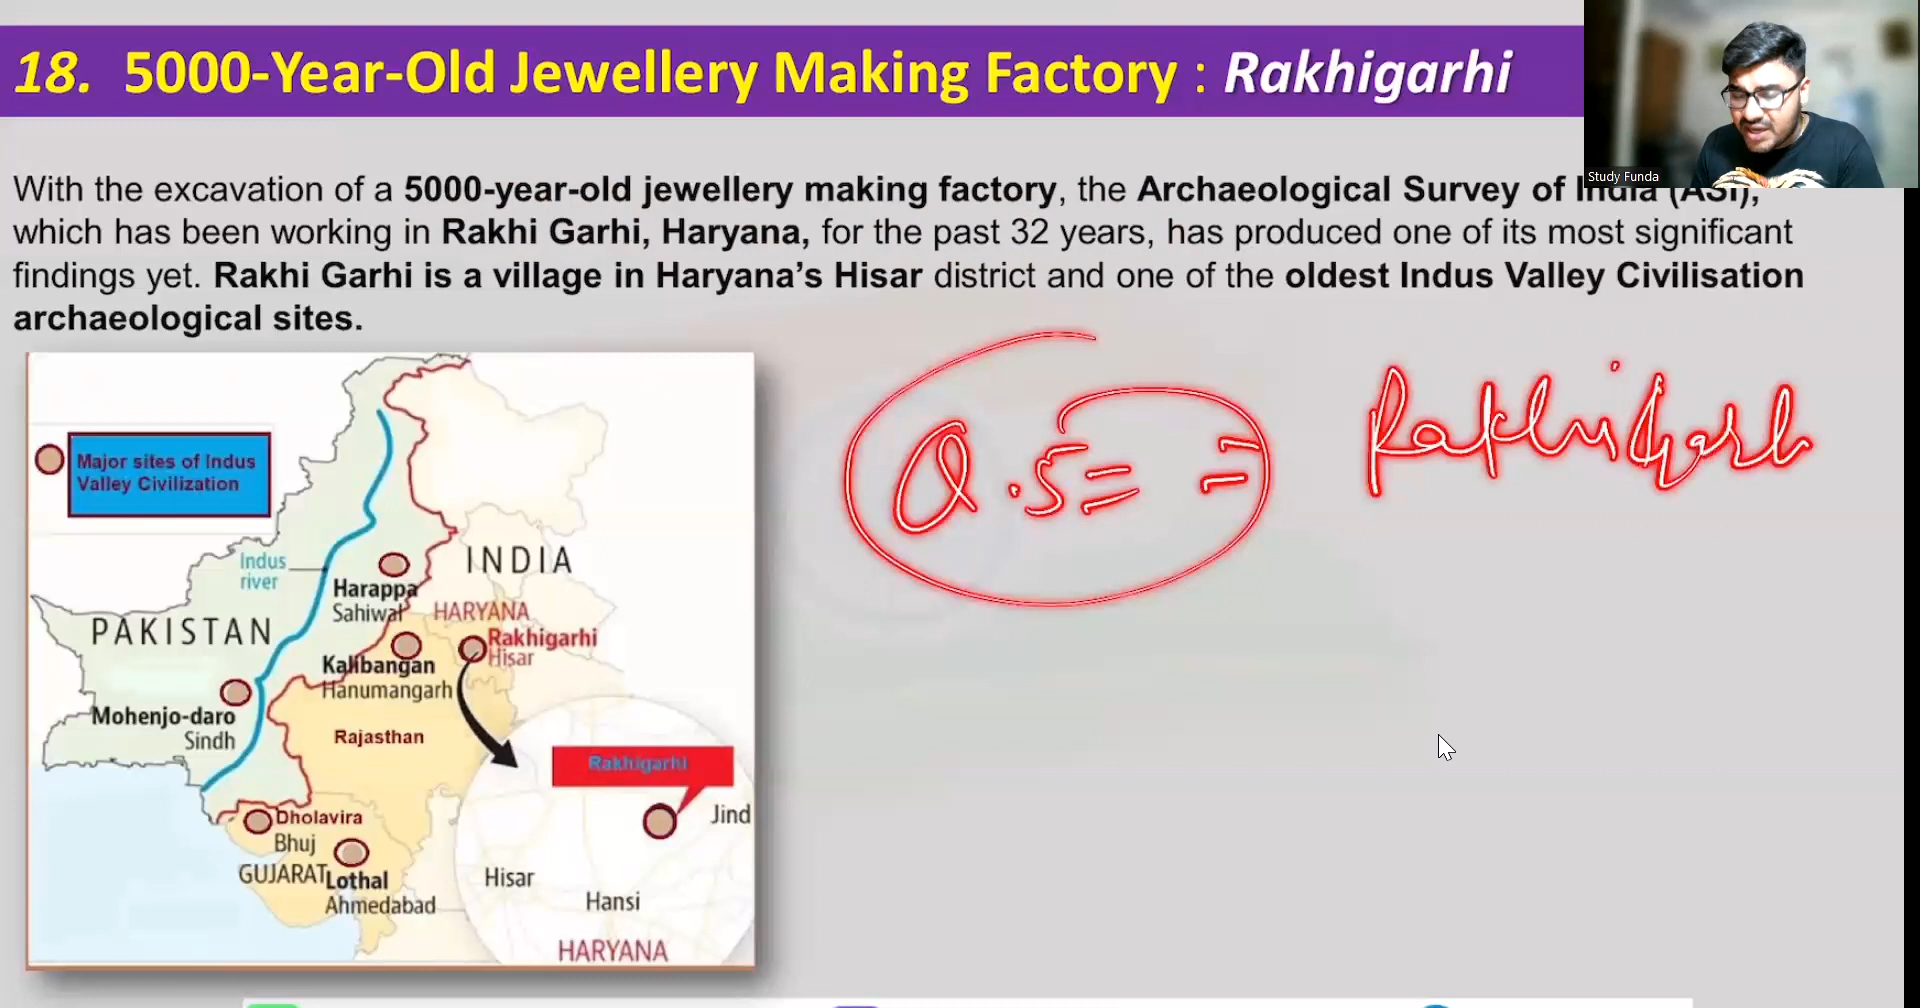 18. 5000-Year-Old Jewellery Making Factory : Rakhigarhi
Study Funda
With the excavation of a 5000-year-old jewellery making factory, the Archaeological Survey of India (ASI),
which has been working in Rakhi Garhi, Haryana, for the past 32 years, has produced one of its most significant
findings yet. Rakhi Garhi is a village in Haryana’s Hisar district and one of the oldest Indus Valley Civilisation
archaeological sites.
Major sites of Indus
Valley Civilization
Indus
river
PAKISTAN
INDIA
Harappa
Sahiwal
HARYANA
Rakhigarhi
Hisar
Kalibangan
Hanumangarh
Mohenjo-daro
Sindh
Rajasthan
Rakhigarhi
Jind
Dholavira
Bhuj
GUJARAT
Lothal
Ahmedabad
Hisar
Hansi
HARYANA
Q.5 = =